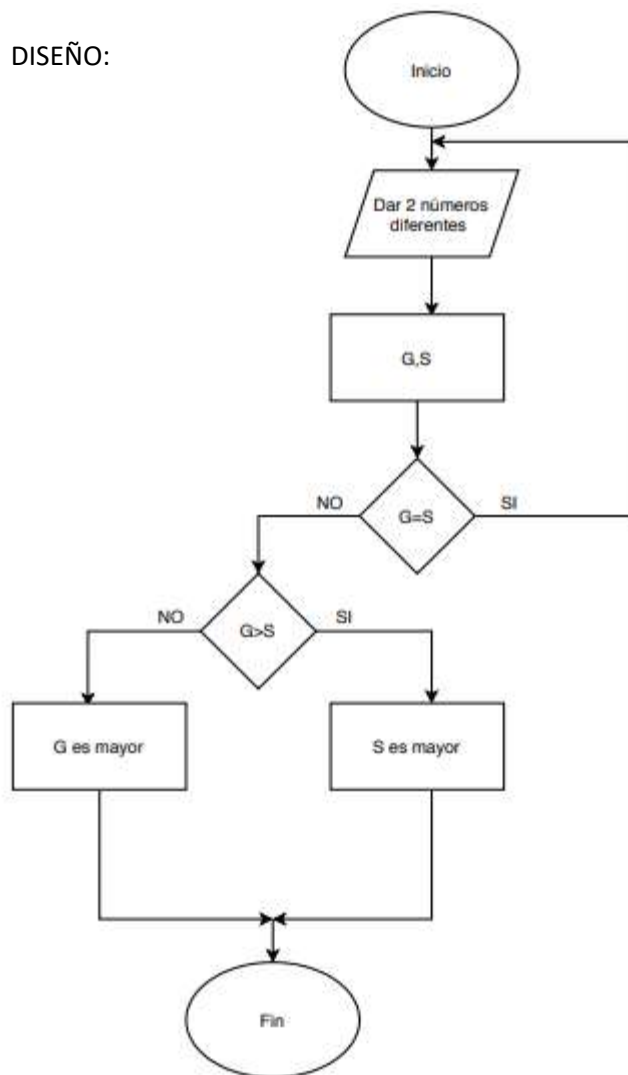 DISEÑO:
Inicio
Dar 2 números
diferentes
G,S
NO
G=S
SI
NO
G>S
SI
G es mayor
S es mayor
Fin